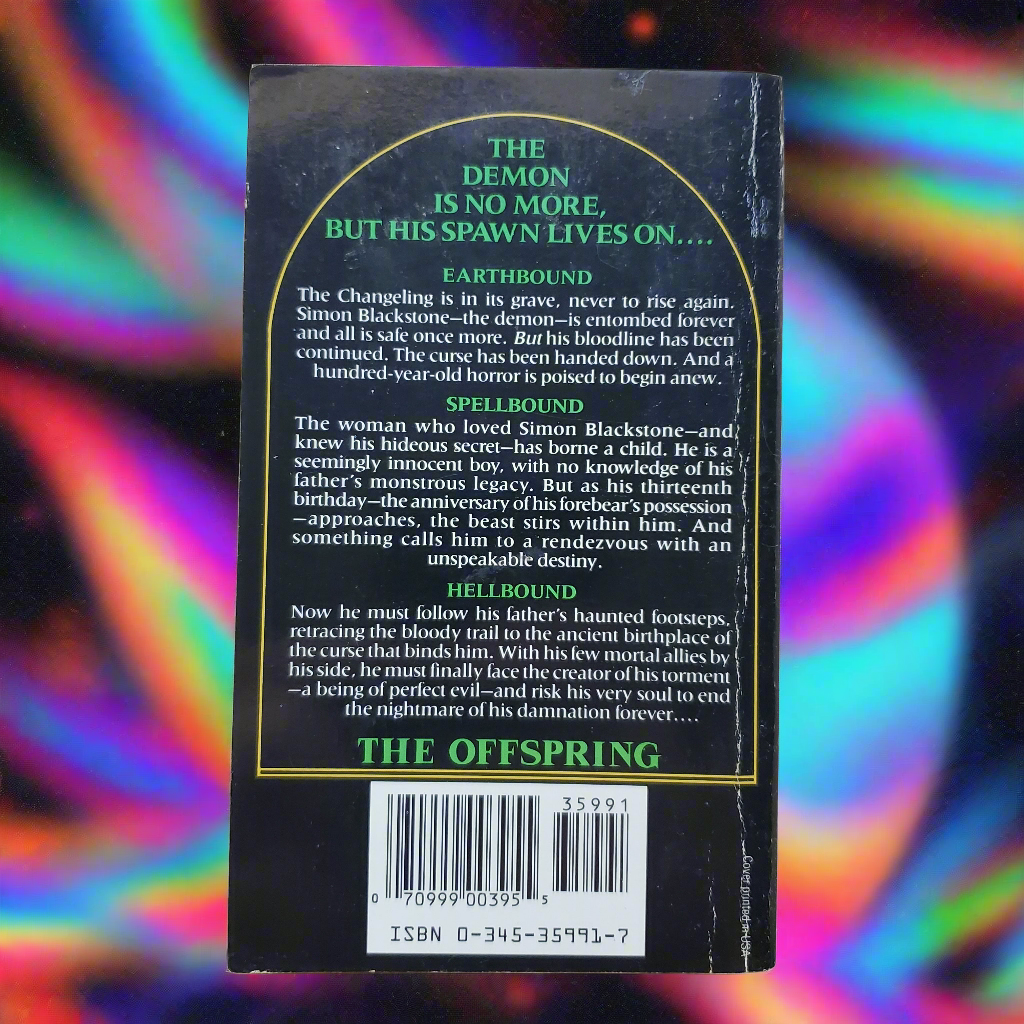 THE
DEMON
IS NO MORE,
BUT HIS SPAWN LIVES ON....
EARTHBOUND
The Changeling is in its grave, never to rise again.
Simon Blackstone—the demon—is entombed forever
and all is safe once more. But his bloodline has been
continued. The curse has been handed down. And a
hundred-year-old horror is poised to begin anew.
SPELLBOUND
The woman who loved Simon Blackstone—and
knew his hideous secret—has borne a child. He is a
seemingly innocent boy, with no knowledge of his
father's monstrous legacy. But as his thirteenth
birthday—the anniversary of his forebear's possession
—approaches, the beast stirs within him. And
something calls him to a rendezvous with an
unspeakable destiny.
HELLBOUND
Now he must follow his father's haunted footsteps,
retracing the bloody trail to the ancient birthplace of
the curse that binds him. With his few mortal allies by
his side, he must finally face the creator of his torment
—a being of perfect evil—and risk his very soul to end
the nightmare of his damnation forever....
THE OFFSPRING
35991
0 70999 00395 5
ISBN 0-345-35991-7
Cover printed in USA